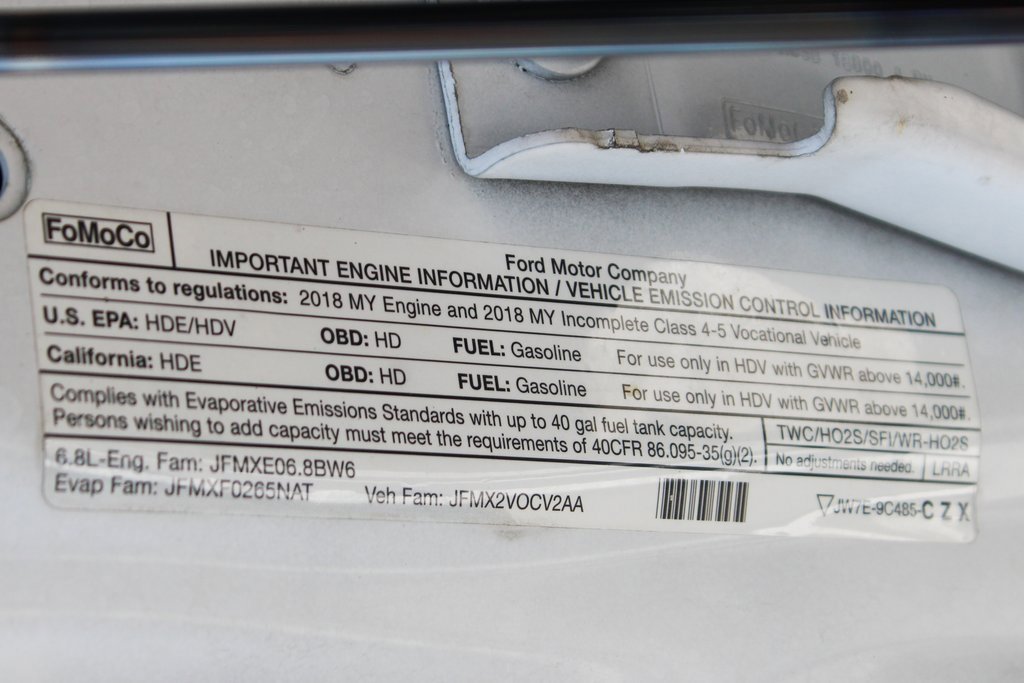 FoMoCo
FoMoCo
Ford Motor Company
IMPORTANT ENGINE INFORMATION / VEHICLE EMISSION CONTROL INFORMATION
Conforms to regulations: 2018 MY Engine and 2018 MY Incomplete Class 4-5 Vocational Vehicle
U.S. EPA: HDE/HDV OBD: HD FUEL: Gasoline For use only in HDV with GVWR above 14,000#.
California: HDE OBD: HD FUEL: Gasoline For use only in HDV with GVWR above 14,000#.
Complies with Evaporative Emissions Standards with up to 40 gal fuel tank capacity.
Persons wishing to add capacity must meet the requirements of 40CFR 86.095-35(g)(2).
TWC/HO2S/SFI/WR-HO2S
No adjustments needed. LRRA
6.8L-Eng. Fam: JFMXE06.8BW6
Evap Fam: JFMXF0265NAT Veh Fam: JFMX2VOCV2AA
JW7E-9C485-C Z X